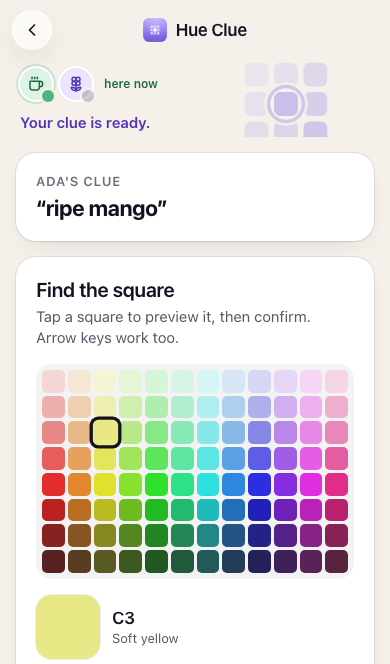 Hue Clue
here now
Your clue is ready.
ADA'S CLUE
“ripe mango”
Find the square
Tap a square to preview it, then confirm.
Arrow keys work too.
C3
Soft yellow